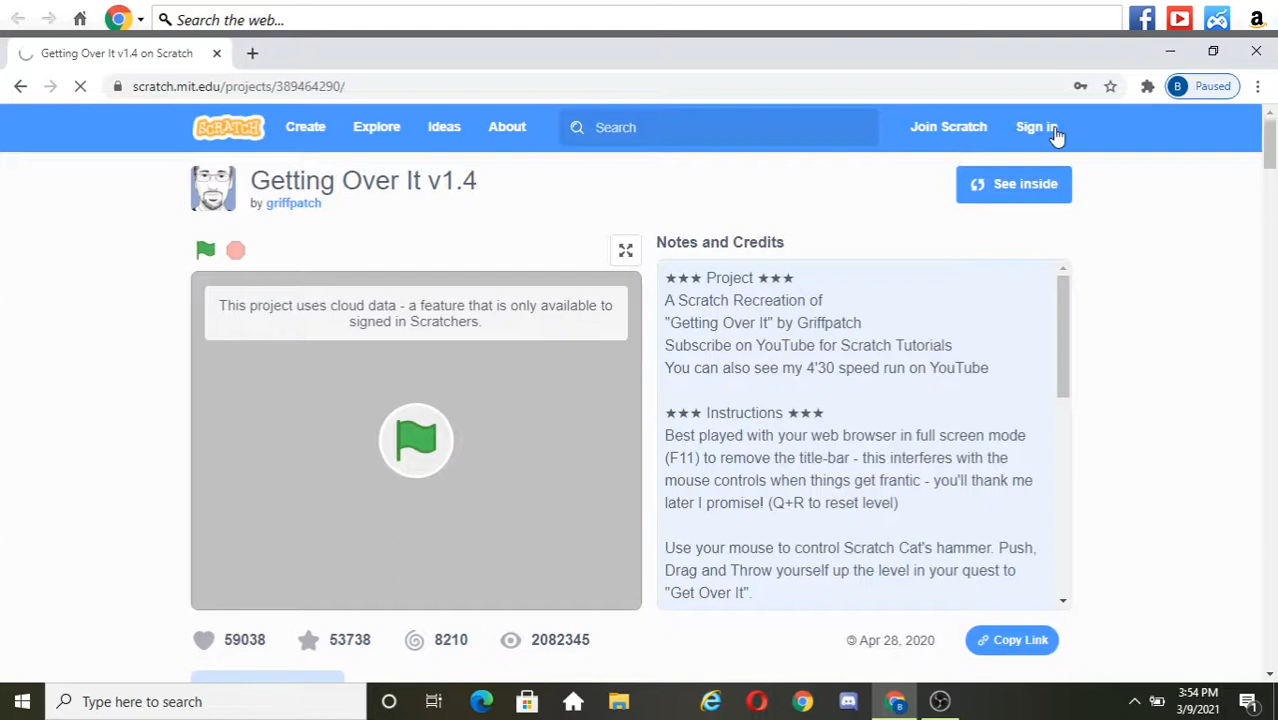 Search the web...
Getting Over It v1.4 on Scratch
scratch.mit.edu/projects/389464290/
B Paused
SCRATCH Create Explore Ideas About Search Join Scratch Sign in
Getting Over It v1.4
by griffpatch
See inside
Notes and Credits
This project uses cloud data - a feature that is only available to
signed in Scratchers.
★★★ Project ★★★
A Scratch Recreation of
"Getting Over It" by Griffpatch
Subscribe on YouTube for Scratch Tutorials
You can also see my 4'30 speed run on YouTube
★★★ Instructions ★★★
Best played with your web browser in full screen mode
(F11) to remove the title-bar - this interferes with the
mouse controls when things get frantic - you'll thank me
later I promise! (Q+R to reset level)
Use your mouse to control Scratch Cat's hammer. Push,
Drag and Throw yourself up the level in your quest to
"Get Over It".
59038 53738 8210 2082345
© Apr 28, 2020
Copy Link
Type here to search
3:54 PM
3/9/2021
1